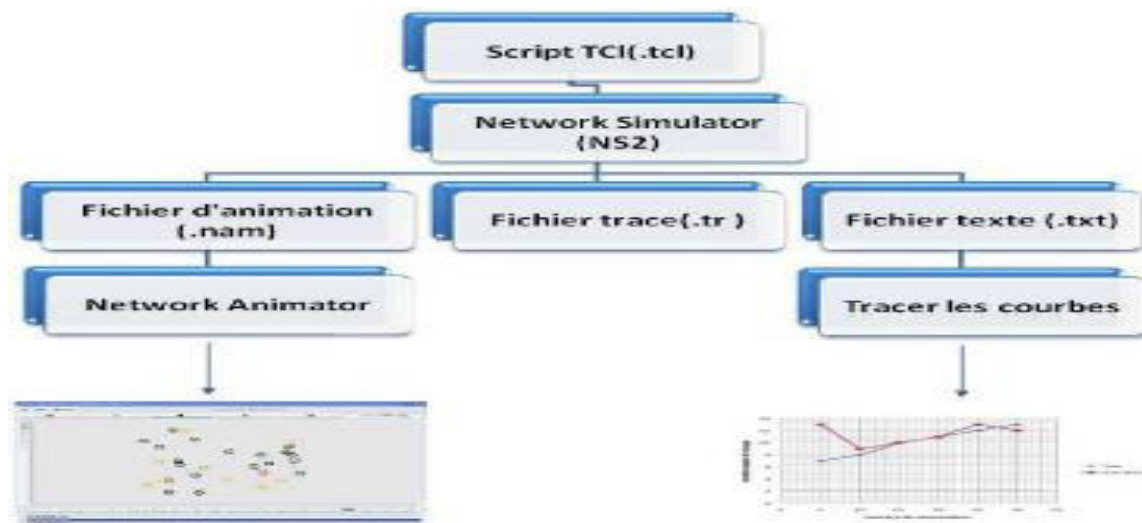 Script TCl(.tcl)
Network Simulator
(NS2)
Fichier d'animation
(.nam)
Fichier trace(.tr )
Fichier texte (.txt)
Network Animator
Tracer les courbes